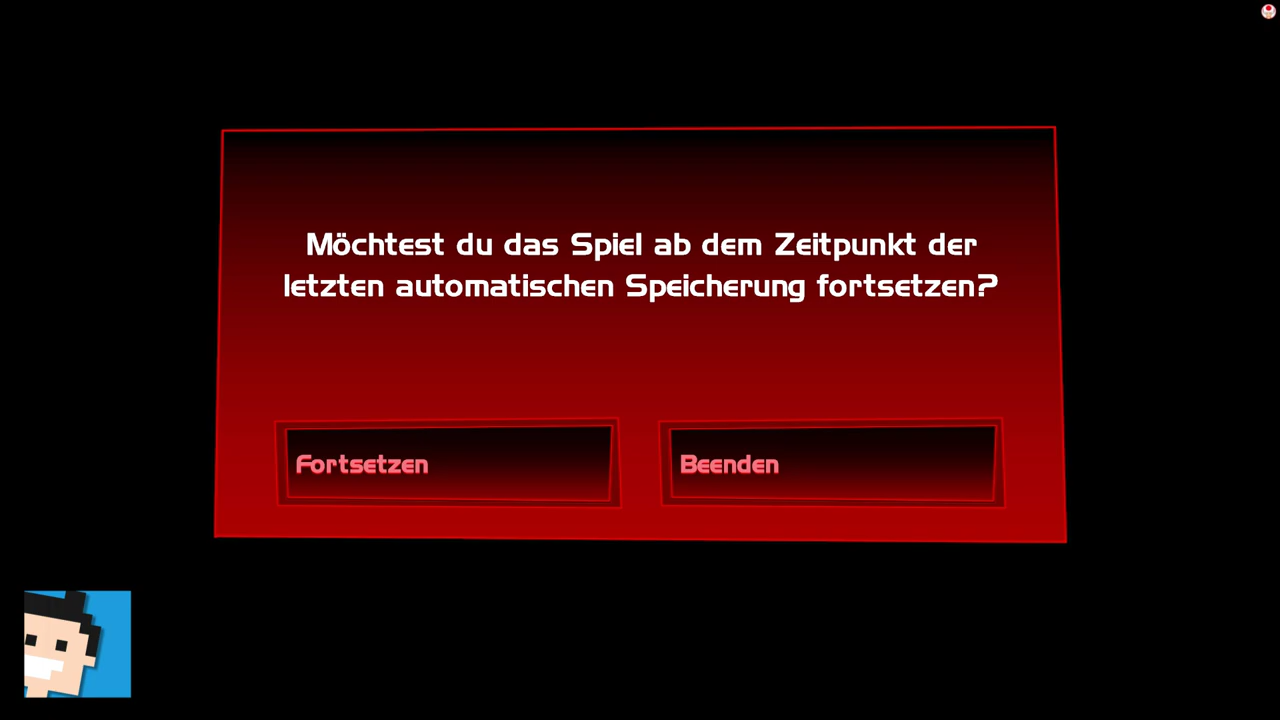 Möchtest du das Spiel ab dem Zeitpunkt der
letzten automatischen Speicherung fortsetzen?
Fortsetzen
Beenden